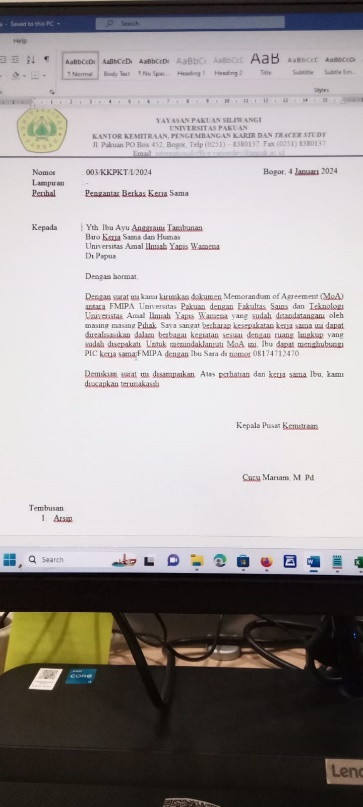 - Saved to this PC
Search
Help
AaBbCcDc AaBbCcDc AaBbCcDc AaBbC AaBbCcC AaB AaBbCcC AaBbCcDc
¶ Normal Body Text ¶ No Spac... Heading 1 Heading 2 Title Subtitle Subtle Em...
Styles
YAYASAN PAKUAN SILIWANGI
UNIVERSITAS PAKUAN
KANTOR KEMITRAAN, PENGEMBANGAN KARIR DAN TRACER STUDY
Jl. Pakuan PO Box 452, Bogor, Telp (0251) – 8380137. Fax (0251) 8380137
Email
Nomor 003/KKPKT/I/2024 Bogor, 4 Januari 2024
Lampiran -
Perihal Pengantar Berkas Kerja Sama
Kepada : Yth. Ibu Ayu Anggraini Tambunan
Biro Kerja Sama dan Humas
Universitas Amal Ilmiah Yapis Wamena
Di Papua
Dengan hormat,
Dengan surat ini kami kirimkan dokumen Memorandum of Agreement (MoA)
antara FMIPA Universitas Pakuan dengan Fakultas Sains dan Teknologi
Univeristas Amal Ilmiah Yapis Wamena yang sudah ditandatangani oleh
masing masing Pihak. Saya sangat berharap kesepakatan kerja sama ini dapat
direalisasikan dalam berbagai kegiatan sesuai dengan ruang langkup yang
sudah disepakati. Untuk menindaklanjuti MoA ini, Ibu dapat menghubungi
PIC kerja sama FMIPA dengan Ibu Sara di nomor 08174712470
Demikian surat ini disampaikan. Atas perhatian dan kerja sama Ibu, kami
diucapkan terimakasih
Kepala Pusat Kemitraan
Cucu Mariam, M. Pd
Tembusan
1. Arsip
Search
intel
CORE
Leno